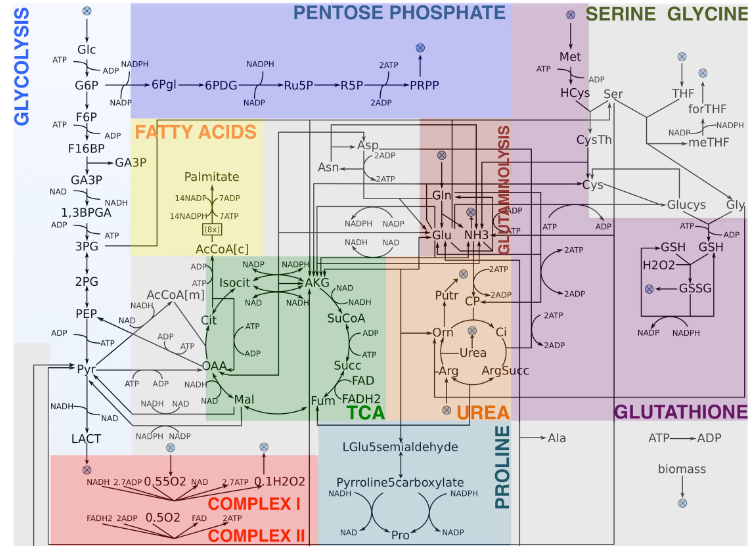 GLYCOLYSIS
PENTOSE PHOSPHATE
SERINE GLYCINE
Glc
ATP ADP
G6P
NADPH
NADP
6Pgl
6PDG
NADPH
NADP
Ru5P
R5P
2ATP
2ADP
PRPP
Met
ATP ADP
HCys
Ser
THF
forTHF
NADP NADPH
meTHF
CysTh
Cys
Glucys
Gly
F6P
ATP ADP
F16BP
GA3P
GA3P
NAD NADH
1,3BPGA
ADP ATP
3PG
2PG
PEP
ADP ATP
Pyr
NADH NAD
LACT
FATTY ACIDS
Palmitate
14NADP 7ADP
14NADPH 7ATP
[8x]
AcCoA[c]
AcCoA[m]
NAD
NADH
ADP
ATP
ATP ADP
ATP ADP
NADH NAD
NADPH NADP
Asp
Asn
2ADP
2ATP
NADPH NADP
NADH NAD
GLUTAMINOLYSIS
Gln
Glu
NH3
ADP
ATP
ATP ADP
Isocit
NADP NADPH
NAD NADH
AKG
NAD
NADH
SuCoA
ATP
ADP
Cit
ATP
ADP
OAA
NADH
NAD
Mal
Succ
FAD
FADH2
Fum
TCA
Putr
2ATP
CP
2ADP
Orn
Ci
Urea
Arg
ArgSucc
UREA
2ATP
2ADP
2ATP
2ADP
ATP ADP
GSH
GSH
H2O2
GSSG
NADP NADPH
GLUTATHIONE
LGlu5semialdehyde
Pyrroline5carboxylate
NADH NADPH
NAD NADP
Pro
PROLINE
Ala
ATP ADP
biomass
NADH 2.7ADP 0.55O2 NAD 2.7ATP 0.1H2O2
COMPLEX I
FADH2 2ADP 0.5O2 FAD 2ATP
COMPLEX II